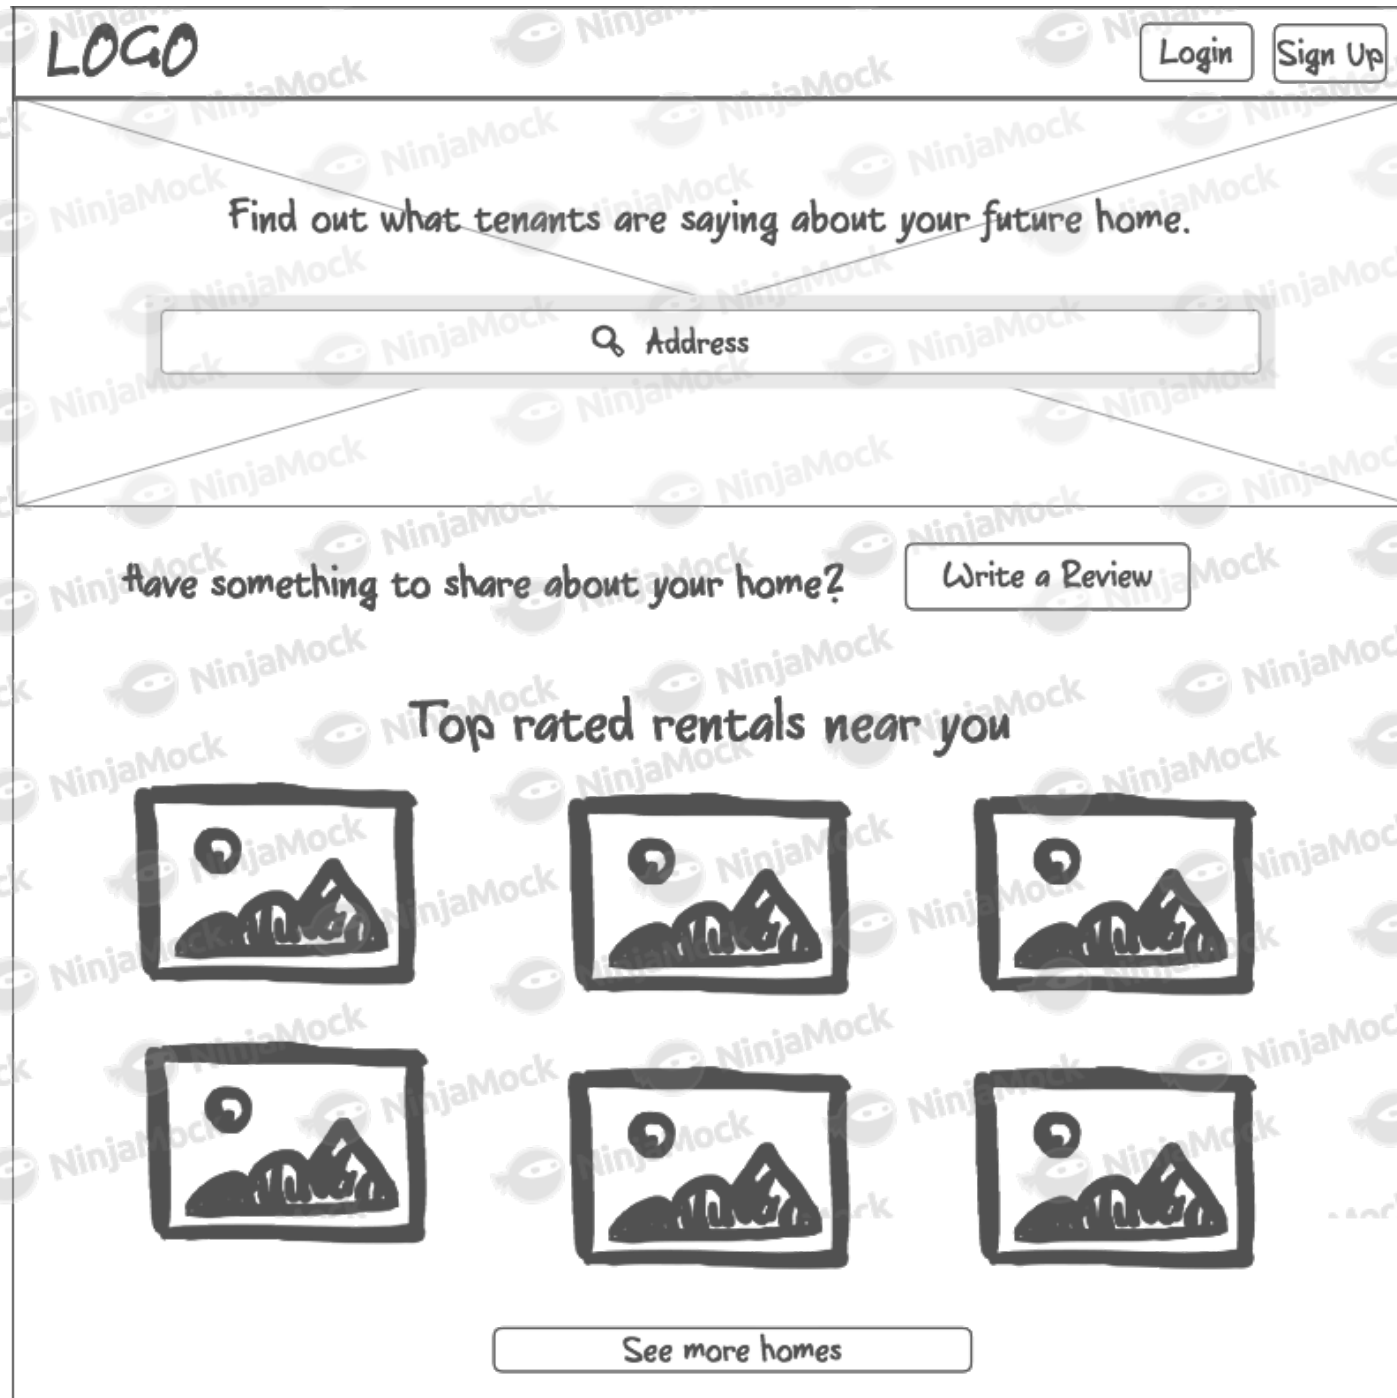 LOGO
Login
Sign Up
Find out what tenants are saying about your future home.
Address
Have something to share about your home?
Write a Review
Top rated rentals near you
See more homes
NinjaMock